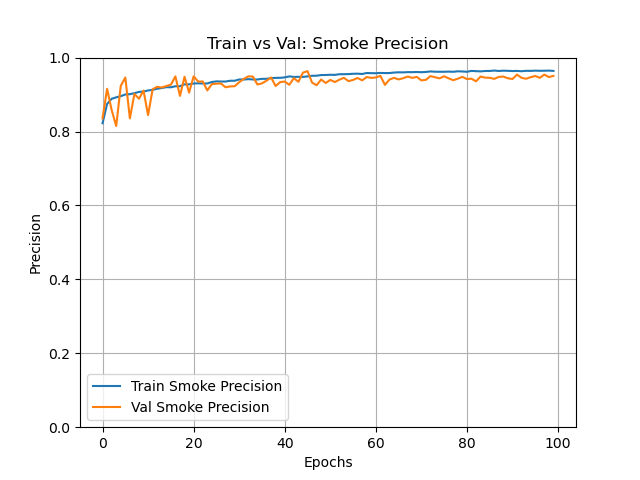 Train vs Val: Smoke Precision
1.0
0.8
0.6
0.4
0.2
0.0
Precision
Train Smoke Precision
Val Smoke Precision
0 20 40 60 80 100
Epochs